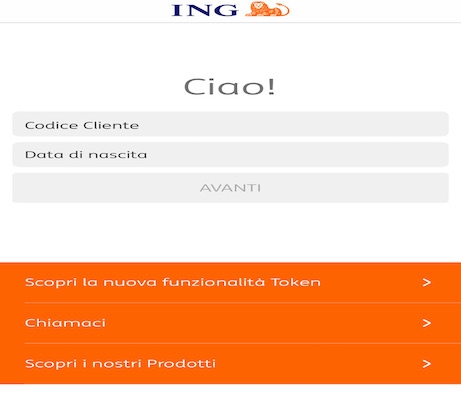 ING
Ciao!
Codice Cliente
Data di nascita
AVANTI
Scopri la nuova funzionalità Token >
Chiamaci >
Scopri i nostri Prodotti >